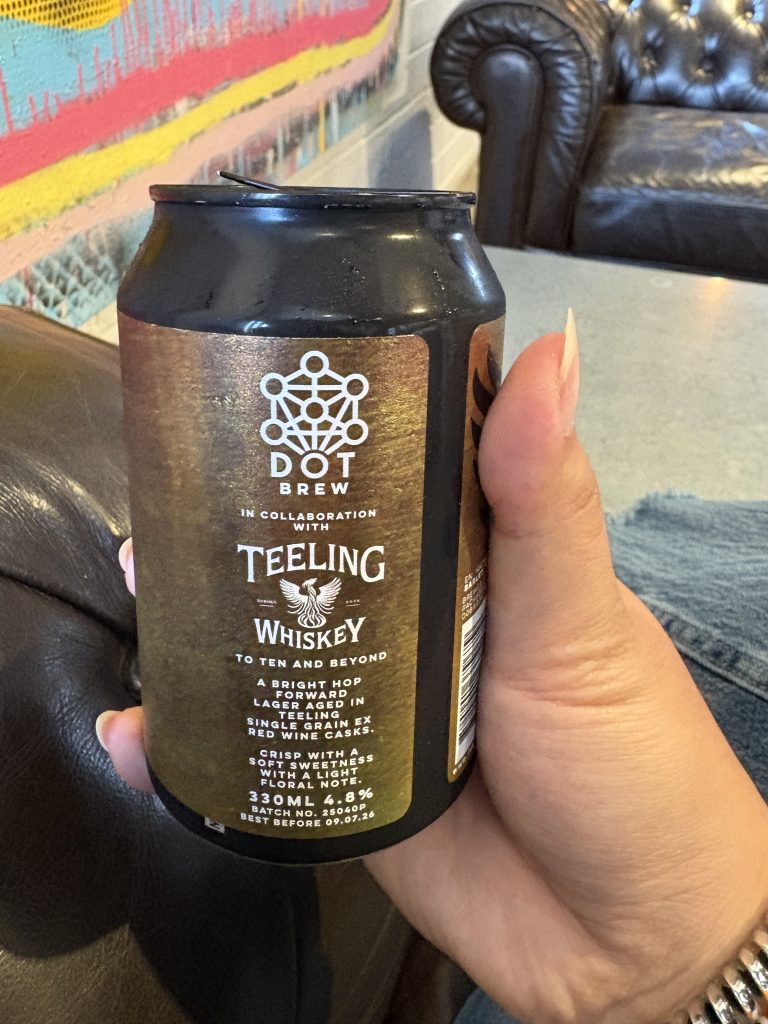 DOT
BREW
IN COLLABORATION
WITH
TEELING
WHISKEY
TO TEN AND BEYOND
A BRIGHT HOP
FORWARD
LAGER AGED IN
TEELING
SINGLE GRAIN EX
RED WINE CASKS.
CRISP WITH A
SOFT SWEETNESS
WITH A LIGHT
FLORAL NOTE.
330ML 4.8%
BATCH NO. 25040P
BEST BEFORE 09.07.26